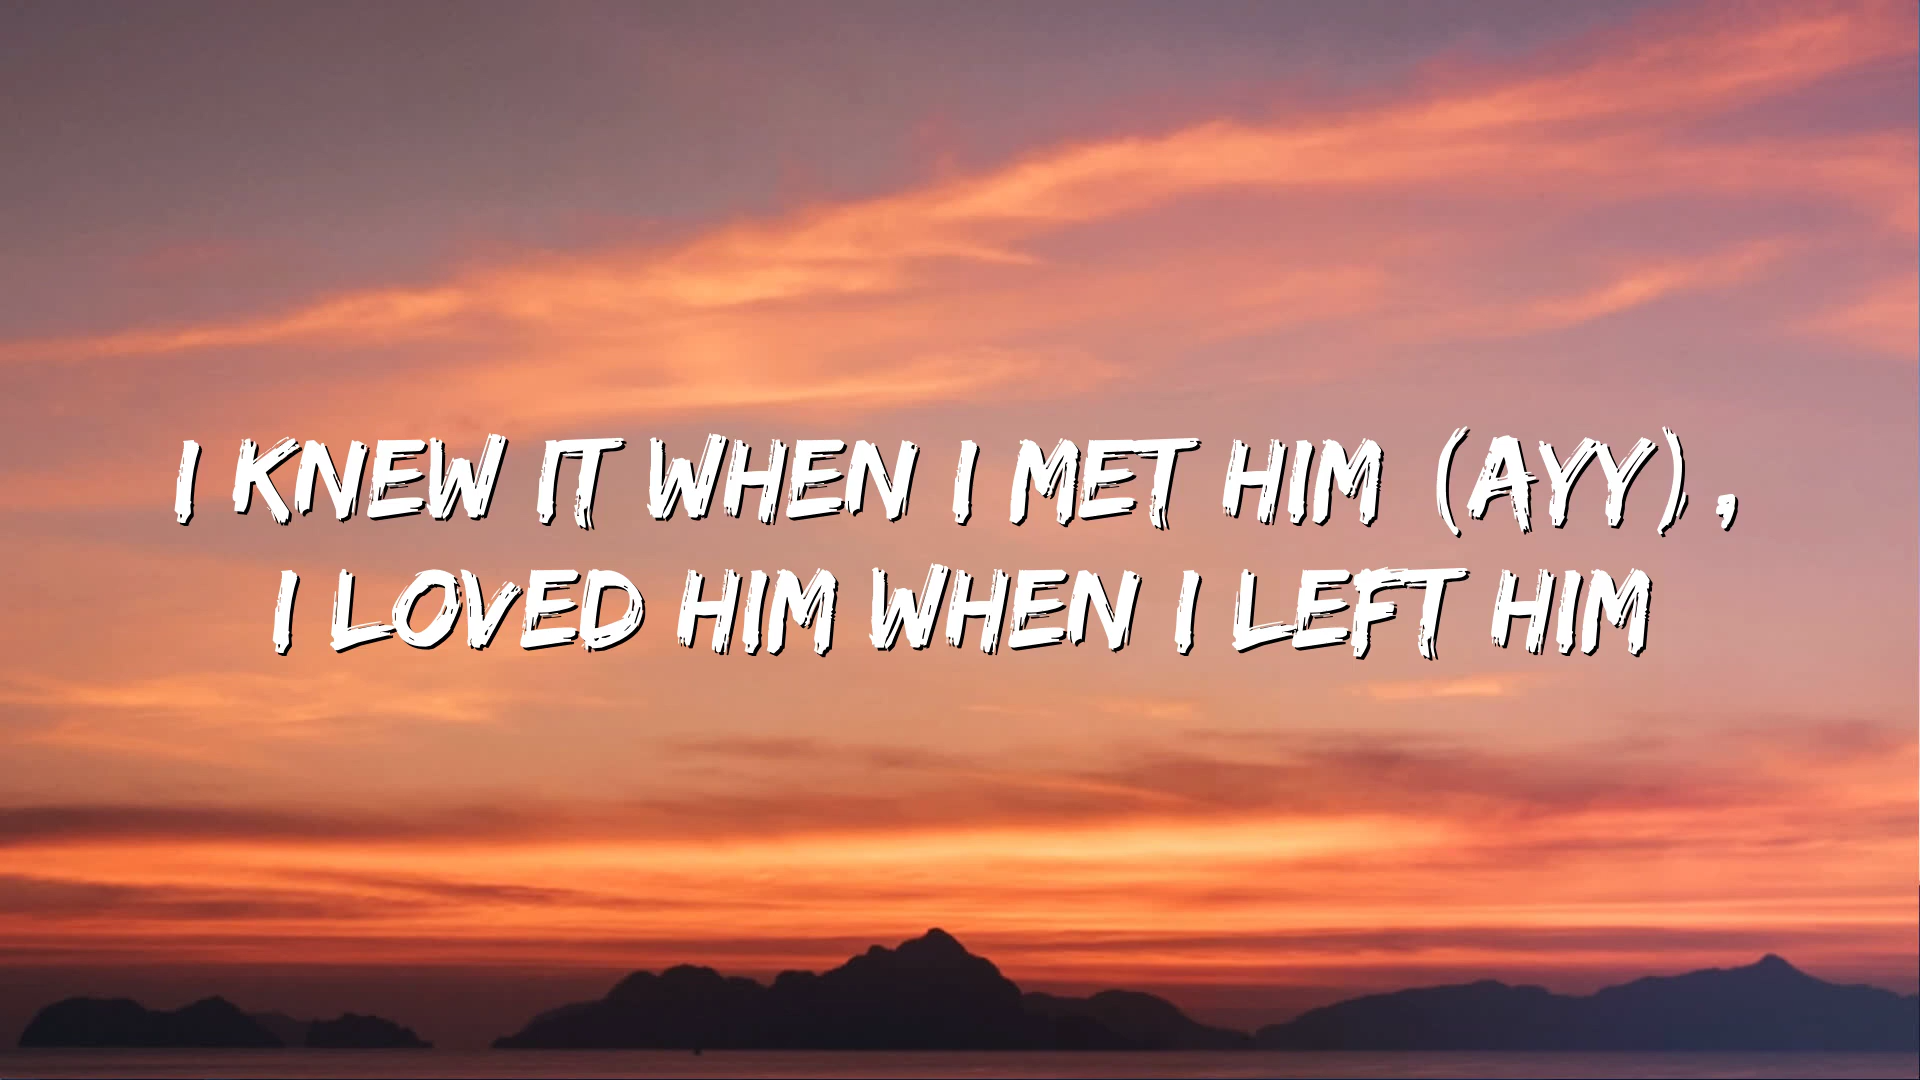 I KNEW IT WHEN I MET HIM (AYY),
I LOVED HIM WHEN I LEFT HIM